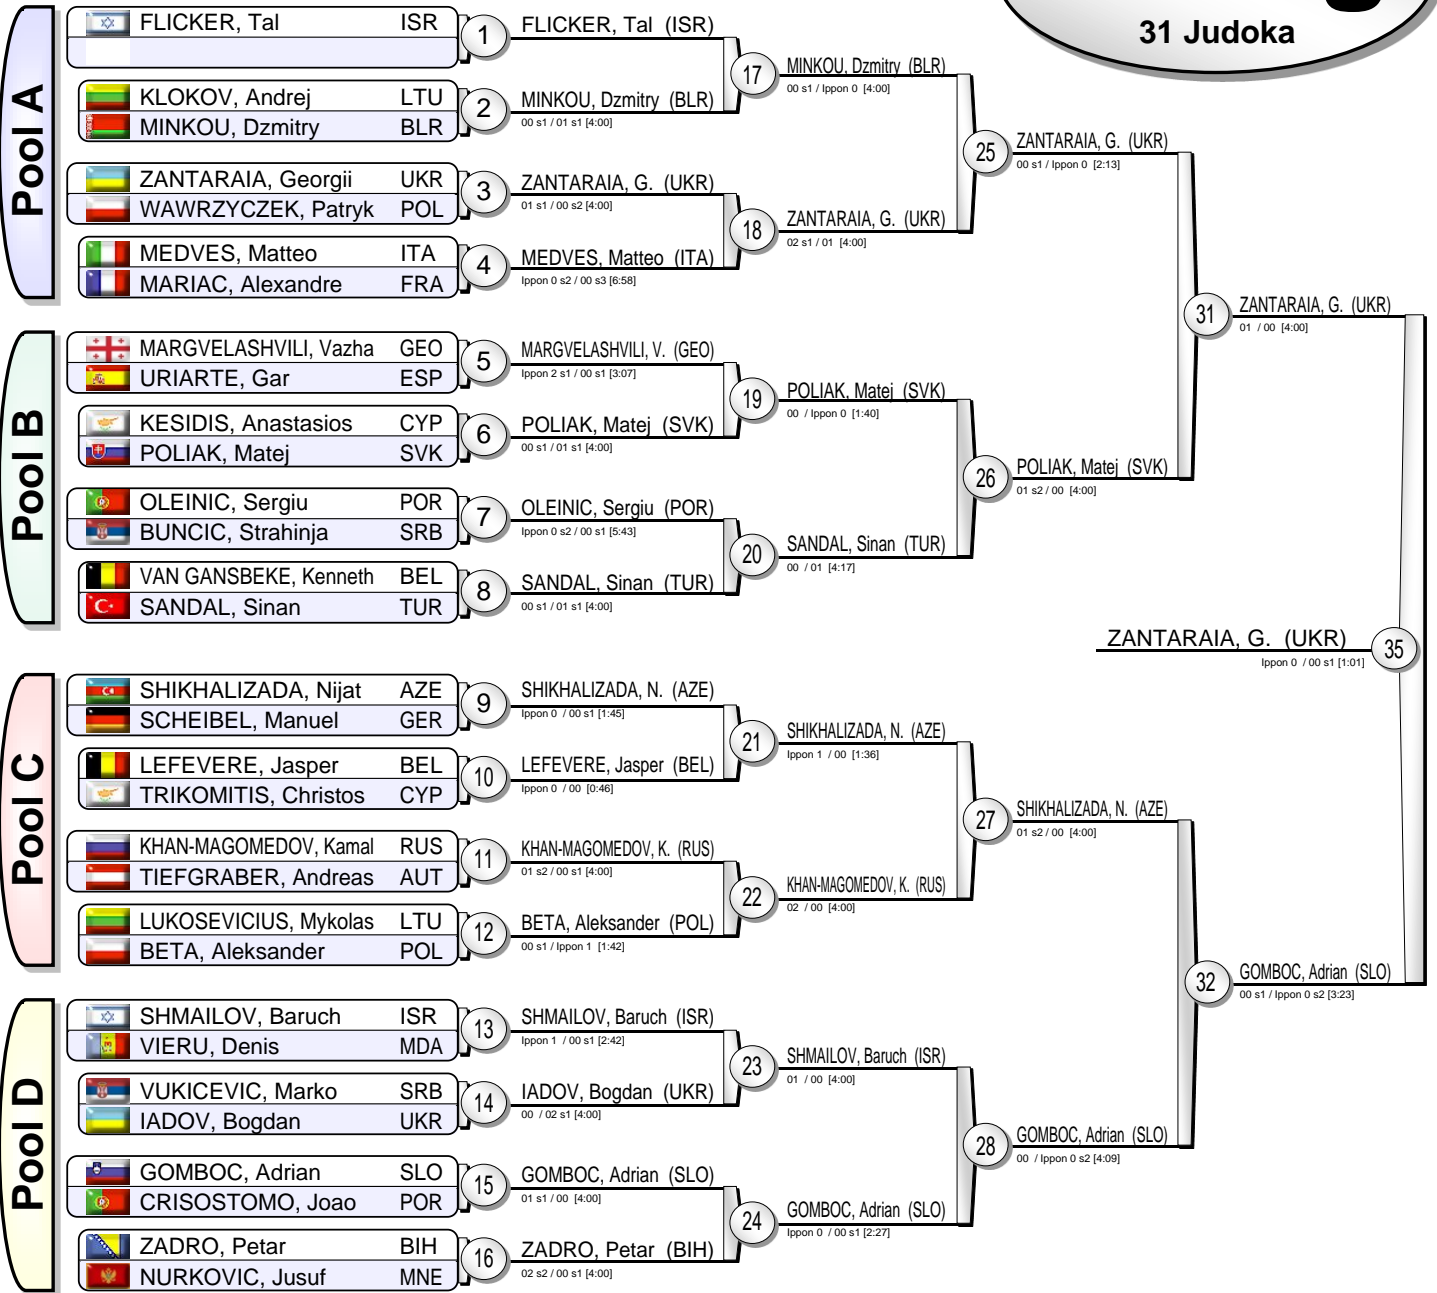 31 Judoka
Pool A
FLICKER, Tal ISR
KLOKOV, Andrej LTU
MINKOU, Dzmitry BLR
ZANTARAIA, Georgii UKR
WAWRZYCZEK, Patryk POL
MEDVES, Matteo ITA
MARIAC, Alexandre FRA
Pool B
MARGVELASHVILI, Vazha GEO
URIARTE, Gar ESP
KESIDIS, Anastasios CYP
POLIAK, Matej SVK
OLEINIC, Sergiu POR
BUNCIC, Strahinja SRB
VAN GANSBEKE, Kenneth BEL
SANDAL, Sinan TUR
Pool C
SHIKHALIZADA, Nijat AZE
SCHEIBEL, Manuel GER
LEFEVERE, Jasper BEL
TRIKOMITIS, Christos CYP
KHAN-MAGOMEDOV, Kamal RUS
TIEFGRABER, Andreas AUT
LUKOSEVICIUS, Mykolas LTU
BETA, Aleksander POL
Pool D
SHMAILOV, Baruch ISR
VIERU, Denis MDA
VUKICEVIC, Marko SRB
IADOV, Bogdan UKR
GOMBOC, Adrian SLO
CRISOSTOMO, Joao POR
ZADRO, Petar BIH
NURKOVIC, Jusuf MNE
1 FLICKER, Tal (ISR)
2 MINKOU, Dzmitry (BLR)
00 s1 / 01 s1 [4:00]
3 ZANTARAIA, G. (UKR)
01 s1 / 00 s2 [4:00]
4 MEDVES, Matteo (ITA)
Ippon 0 s2 / 00 s3 [6:58]
5 MARGVELASHVILI, V. (GEO)
Ippon 2 s1 / 00 s1 [3:07]
6 POLIAK, Matej (SVK)
00 s1 / 01 s1 [4:00]
7 OLEINIC, Sergiu (POR)
Ippon 0 s2 / 00 s1 [5:43]
8 SANDAL, Sinan (TUR)
00 s1 / 01 s1 [4:00]
9 SHIKHALIZADA, N. (AZE)
Ippon 0 / 00 s1 [1:45]
10 LEFEVERE, Jasper (BEL)
Ippon 0 / 00 [0:46]
11 KHAN-MAGOMEDOV, K. (RUS)
01 s2 / 00 s1 [4:00]
12 BETA, Aleksander (POL)
00 s1 / Ippon 1 [1:42]
13 SHMAILOV, Baruch (ISR)
Ippon 1 / 00 s1 [2:42]
14 IADOV, Bogdan (UKR)
00 / 02 s1 [4:00]
15 GOMBOC, Adrian (SLO)
01 s1 / 00 [4:00]
16 ZADRO, Petar (BIH)
02 s2 / 00 s1 [4:00]
17 MINKOU, Dzmitry (BLR)
00 s1 / Ippon 0 [4:00]
18 ZANTARAIA, G. (UKR)
02 s1 / 01 [4:00]
19 POLIAK, Matej (SVK)
00 / Ippon 0 [1:40]
20 SANDAL, Sinan (TUR)
00 / 01 [4:17]
21 SHIKHALIZADA, N. (AZE)
Ippon 1 / 00 [1:36]
22 KHAN-MAGOMEDOV, K. (RUS)
02 / 00 [4:00]
23 SHMAILOV, Baruch (ISR)
01 / 00 [4:00]
24 GOMBOC, Adrian (SLO)
Ippon 0 / 00 s1 [2:27]
25 ZANTARAIA, G. (UKR)
00 s1 / Ippon 0 [2:13]
26 POLIAK, Matej (SVK)
01 s2 / 00 [4:00]
27 SHIKHALIZADA, N. (AZE)
01 s2 / 00 [4:00]
28 GOMBOC, Adrian (SLO)
00 / Ippon 0 s2 [4:09]
31 ZANTARAIA, G. (UKR)
01 / 00 [4:00]
32 GOMBOC, Adrian (SLO)
00 s1 / Ippon 0 s2 [3:23]
ZANTARAIA, G. (UKR) 35
Ippon 0 / 00 s1 [1:01]